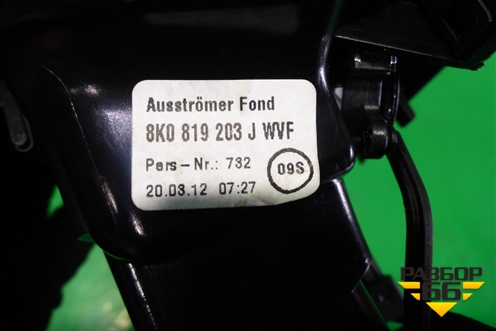 Ausströmer Fond
8K0 819 203 J WVF
Pers-Nr.: 732
09S
20.03.12 07:27
РАЗБОР
66